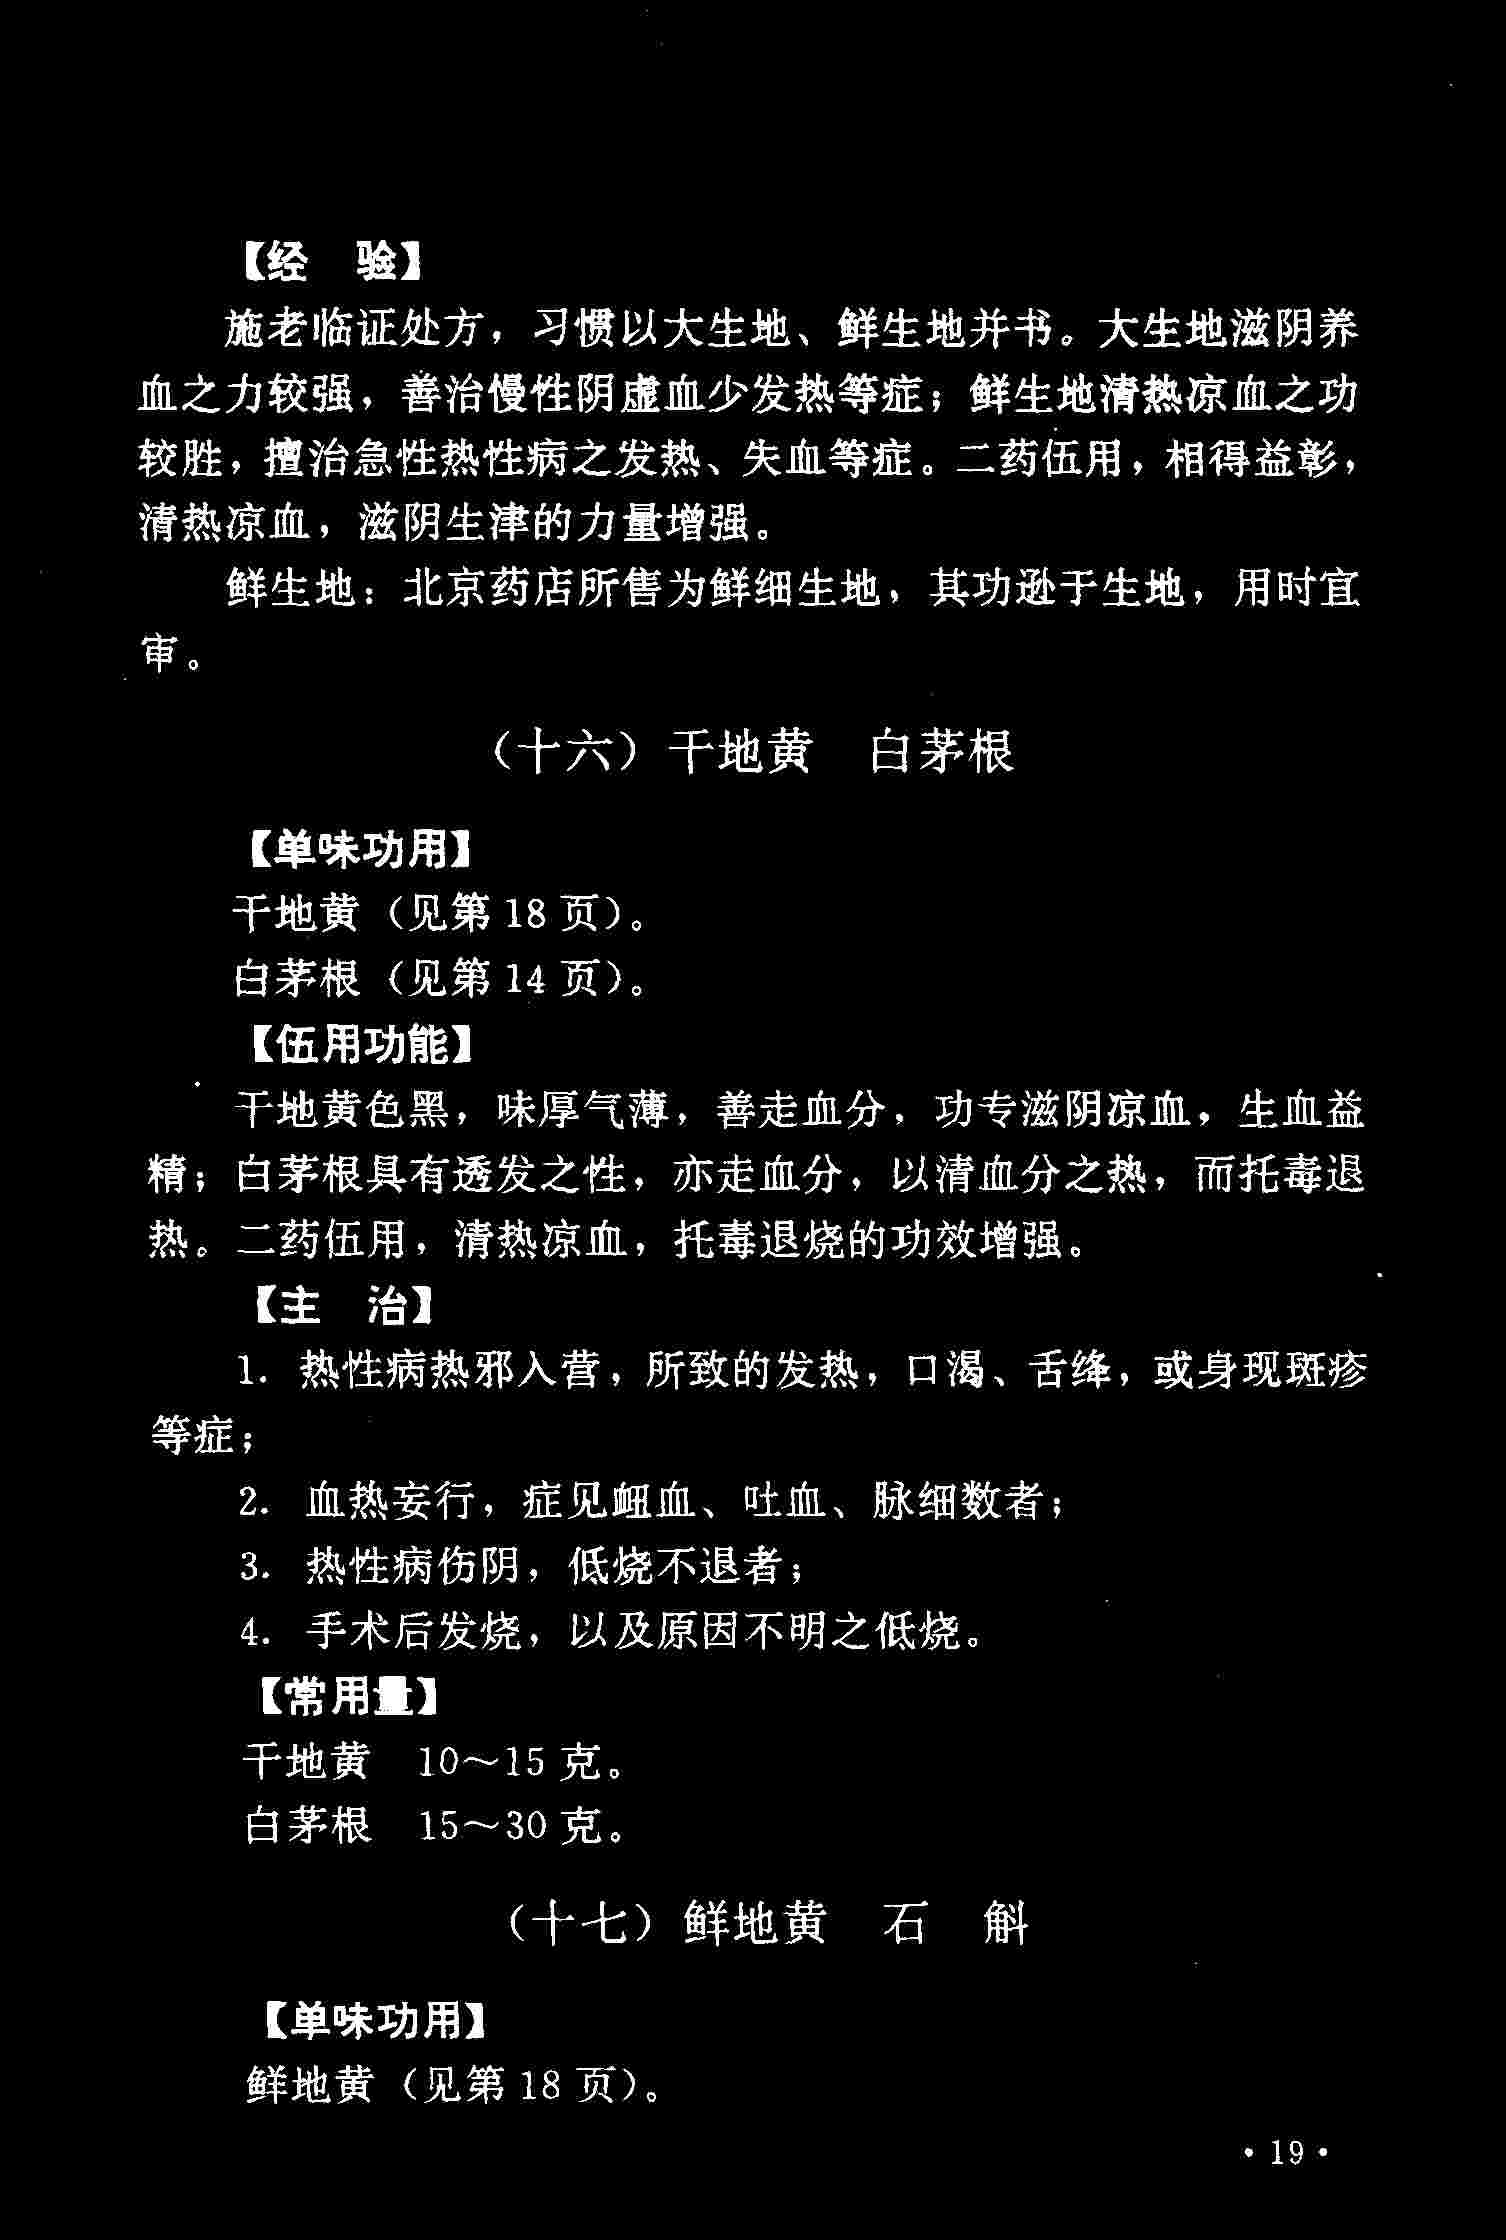 【经　验】
施老临证处方，习惯以大生地、鲜生地并书。大生地滋阴养
血之力较强，善治慢性阴虚血少发热等症；鲜生地清热凉血之功
较胜，擅治急性热性病之发热、失血等症。二药伍用，相得益彰，
清热凉血，滋阴生津的力量增强。
鲜生地：北京药店所售为鲜细生地，其功逊于生地，用时宜
审。
（十六）干地黄　白茅根
【单味功用】
干地黄（见第 18 页）。
白茅根（见第 14 页）。
【伍用功能】
干地黄色黑，味厚气薄，善走血分，功专滋阴凉血，生血益
精；白茅根具有透发之性，亦走血分，以清血分之热，而托毒退
热。二药伍用，清热凉血，托毒退烧的功效增强。
【主　治】
1. 热性病热邪入营，所致的发热，口渴、舌绛，或身现斑疹
等症；
2. 血热妄行，症见衄血、吐血、脉细数者；
3. 热性病伤阴，低烧不退者；
4. 手术后发烧，以及原因不明之低烧。
【常用量】
干地黄　10～15 克。
白茅根　15～30 克。
（十七）鲜地黄　石　斛
【单味功用】
鲜地黄（见第 18 页）。
· 19 ·